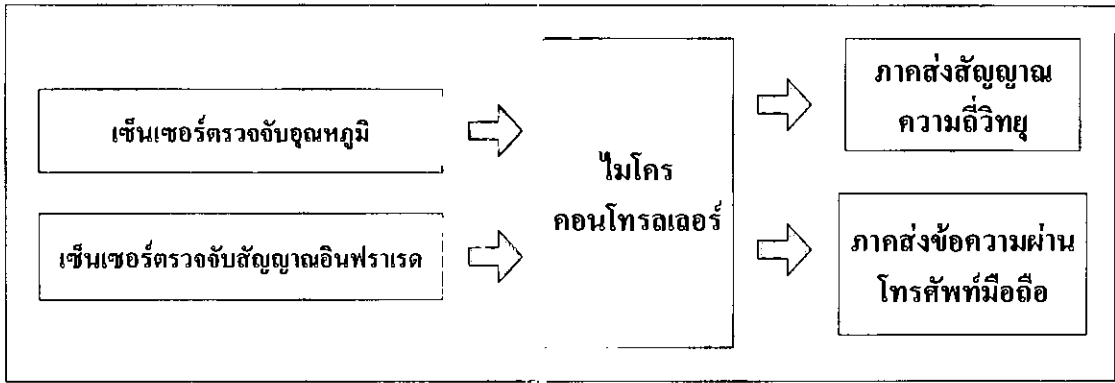 เซ็นเซอร์ตรวจจับอุณหภูมิ
เซ็นเซอร์ตรวจจับสัญญาณอินฟราเรด
ไมโคร
คอนโทรลเลอร์
ภาคส่งสัญญาณ
ความถี่วิทยุ
ภาคส่งข้อความผ่าน
โทรศัพท์มือถือ